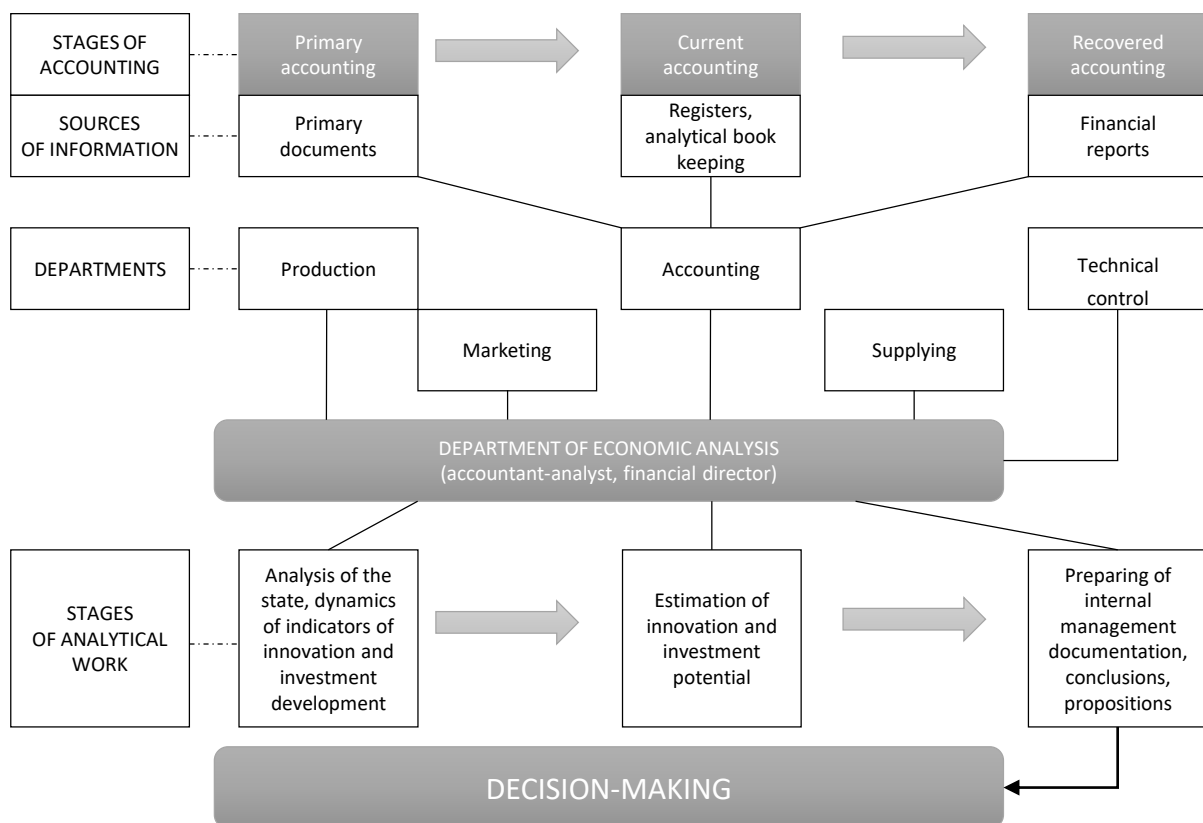 STAGES OF
ACCOUNTING
Primary
accounting
Current
accounting
Recovered
accounting
SOURCES
OF INFORMATION
Primary
documents
Registers,
analytical book
keeping
Financial
reports
DEPARTMENTS
Production
Accounting
Technical
control
Marketing
Supplying
DEPARTMENT OF ECONOMIC ANALYSIS
(accountant-analyst, financial director)
STAGES
OF ANALYTICAL
WORK
Analysis of the
state, dynamics
of indicators of
innovation and
investment
development
Estimation of
innovation and
investment
potential
Preparing of
internal
management
documentation,
conclusions,
propositions
DECISION-MAKING